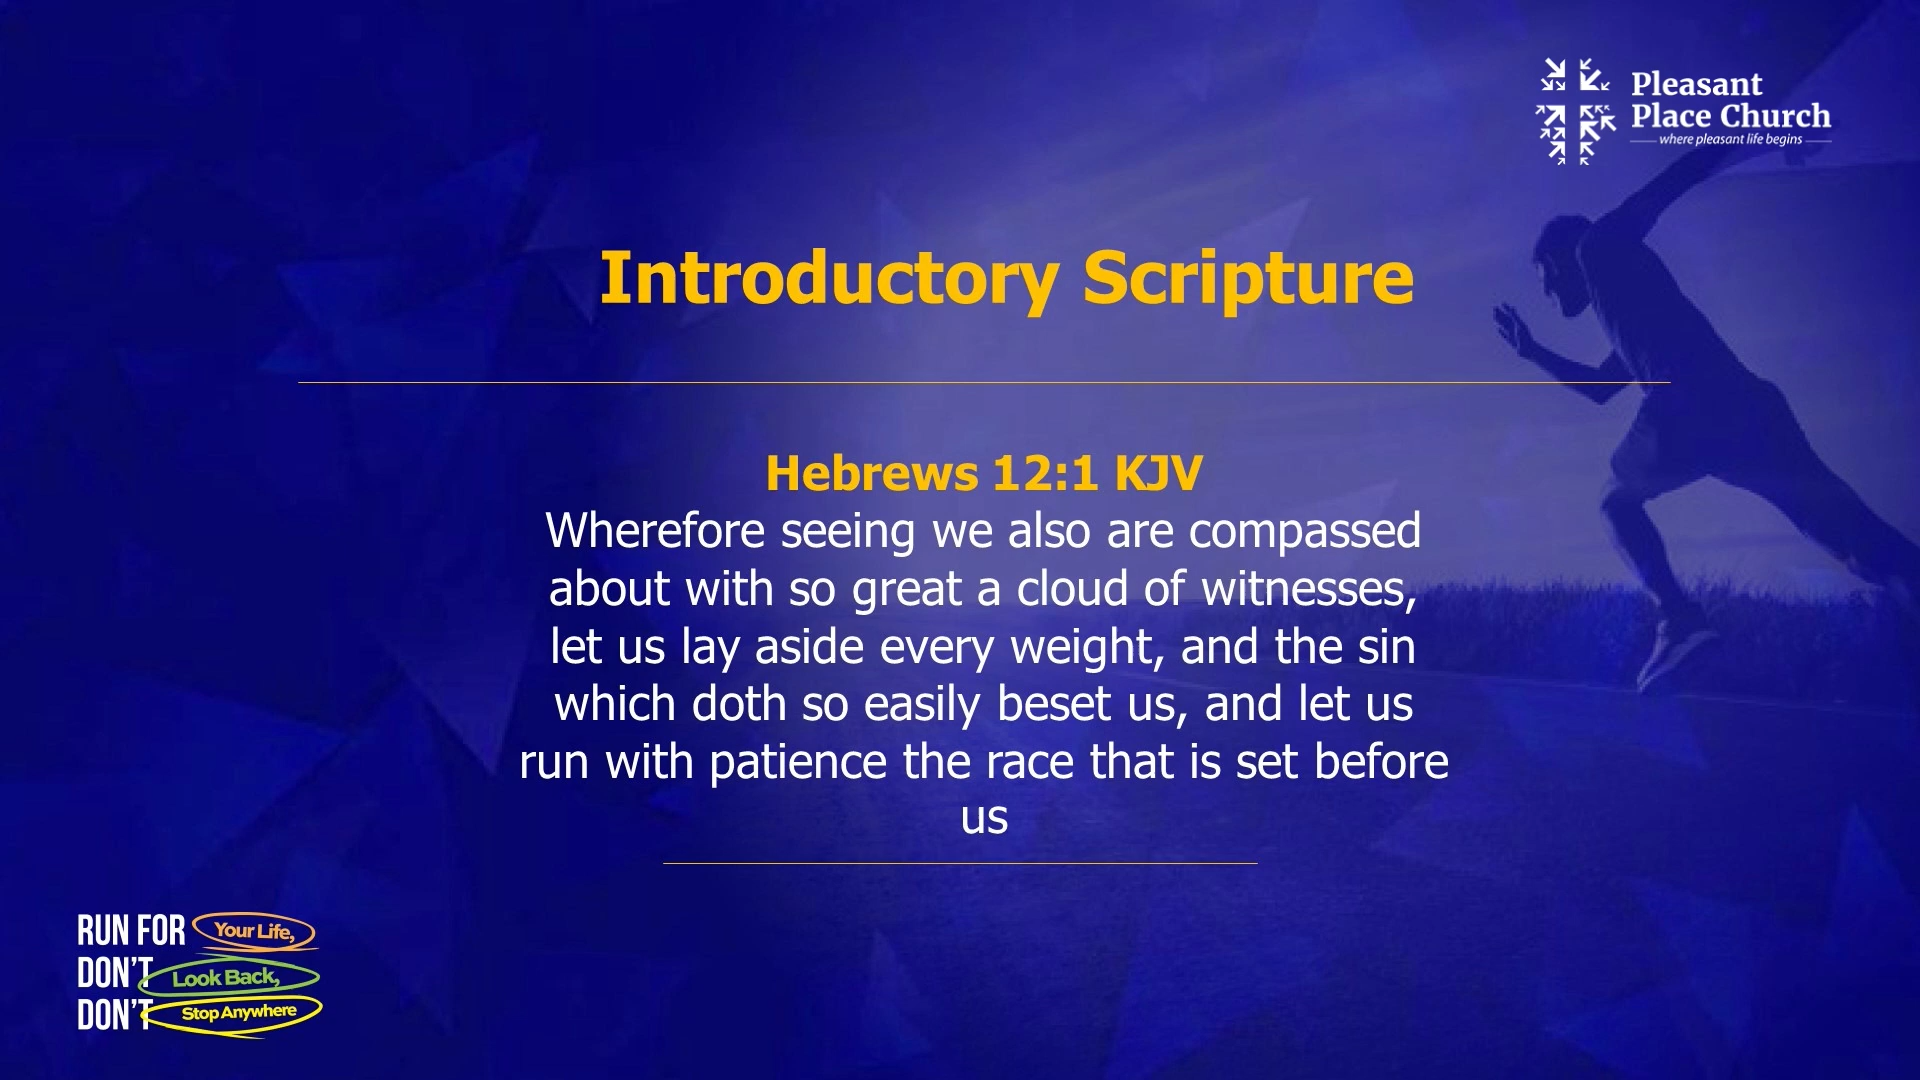 Pleasant
Place Church
where pleasant life begins
Introductory Scripture
Hebrews 12:1 KJV
Wherefore seeing we also are compassed
about with so great a cloud of witnesses,
let us lay aside every weight, and the sin
which doth so easily beset us, and let us
run with patience the race that is set before
us
RUN FOR Your Life,
DON'T Look Back,
DON'T Stop Anywhere